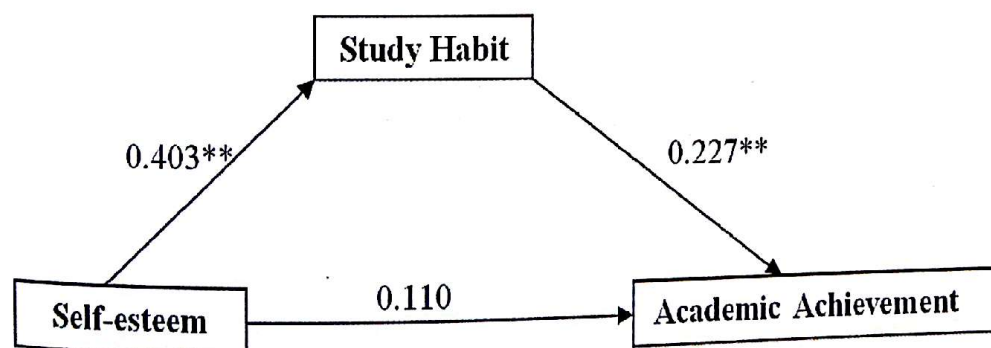 Study Habit
0.403**
0.227**
0.110
Self-esteem
Academic Achievement